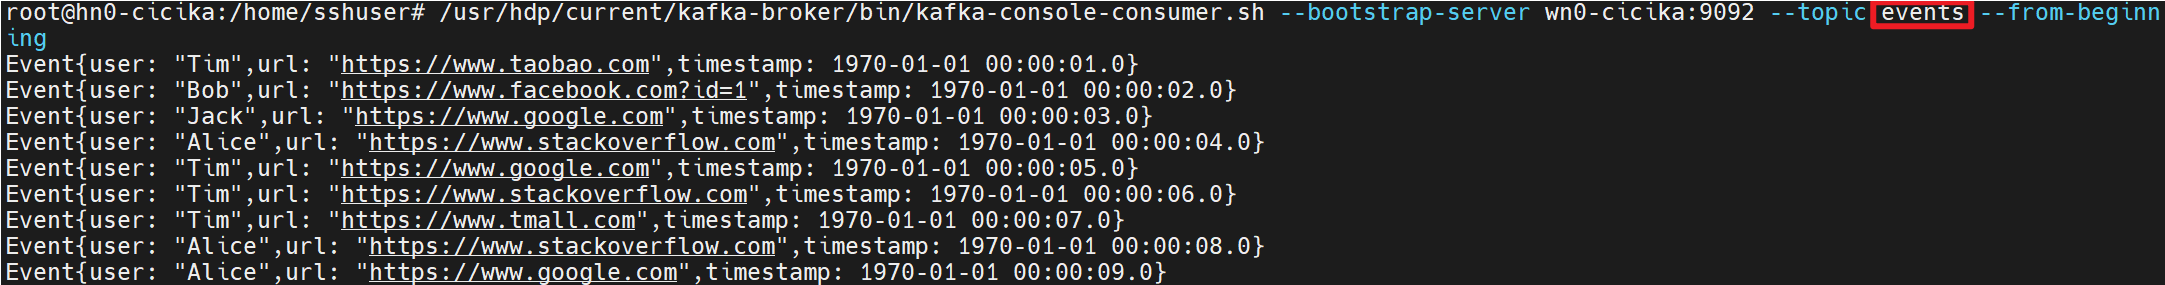 root@hn0-cicika:/home/sshuser# /usr/hdp/current/kafka-broker/bin/kafka-console-consumer.sh --bootstrap-server wn0-cicika:9092 --topic events --from-beginn
ing
Event{user: "Tim",url: "https://www.taobao.com",timestamp: 1970-01-01 00:00:01.0}
Event{user: "Bob",url: "https://www.facebook.com?id=1",timestamp: 1970-01-01 00:00:02.0}
Event{user: "Jack",url: "https://www.google.com",timestamp: 1970-01-01 00:00:03.0}
Event{user: "Alice",url: "https://www.stackoverflow.com",timestamp: 1970-01-01 00:00:04.0}
Event{user: "Tim",url: "https://www.google.com",timestamp: 1970-01-01 00:00:05.0}
Event{user: "Tim",url: "https://www.stackoverflow.com",timestamp: 1970-01-01 00:00:06.0}
Event{user: "Tim",url: "https://www.tmall.com",timestamp: 1970-01-01 00:00:07.0}
Event{user: "Alice",url: "https://www.stackoverflow.com",timestamp: 1970-01-01 00:00:08.0}
Event{user: "Alice",url: "https://www.google.com",timestamp: 1970-01-01 00:00:09.0}